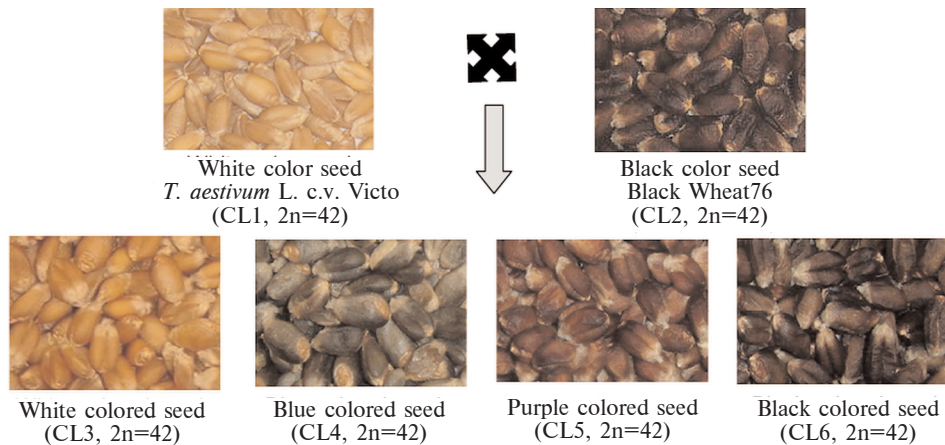 White color seed
T. aestivum L. c.v. Victo
(CL1, 2n=42)
Black color seed
Black Wheat76
(CL2, 2n=42)
White colored seed
(CL3, 2n=42)
Blue colored seed
(CL4, 2n=42)
Purple colored seed
(CL5, 2n=42)
Black colored seed
(CL6, 2n=42)